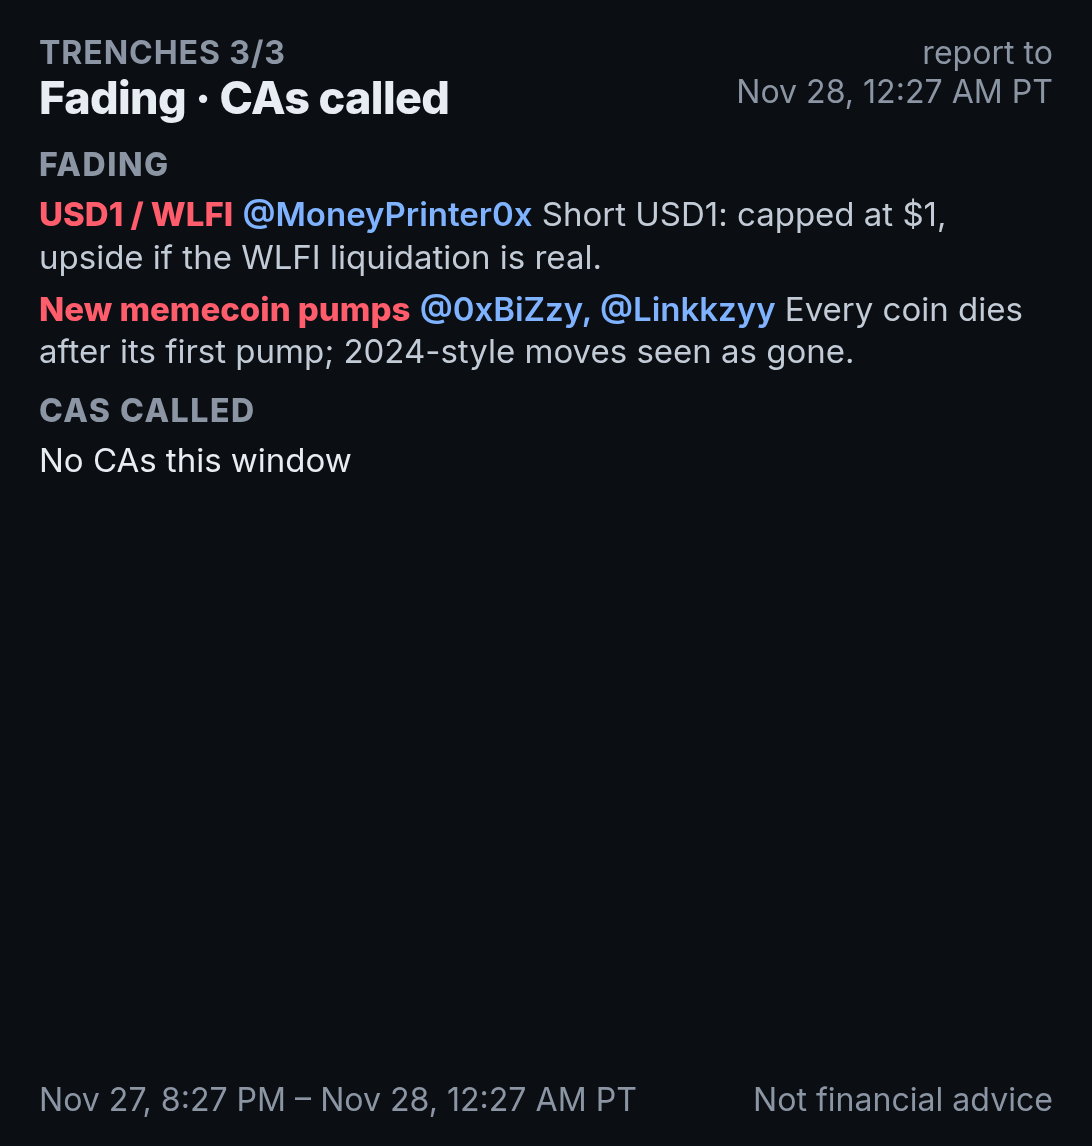 TRENCHES 3/3
Fading · CAs called
report to
Nov 28, 12:27 AM PT
FADING
USD1 / WLFI @MoneyPrinter0x Short USD1: capped at $1,
upside if the WLFI liquidation is real.
New memecoin pumps @0xBiZzy, @Linkkzyy Every coin dies
after its first pump; 2024-style moves seen as gone.
CAS CALLED
No CAs this window
Nov 27, 8:27 PM – Nov 28, 12:27 AM PT
Not financial advice